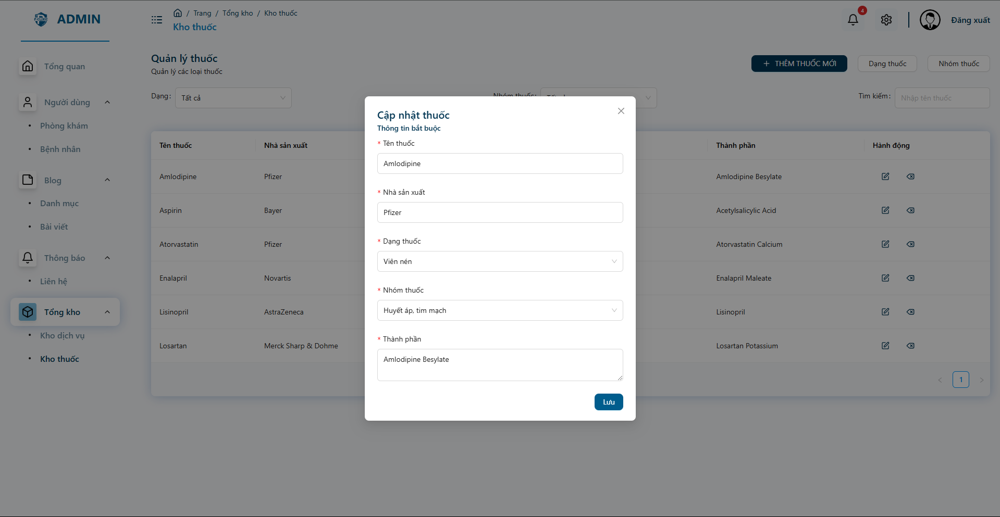 P-CLINIC
ADMIN
/ Trang / Tổng kho / Kho thuốc
Kho thuốc
4
Đăng xuất
Tổng quan
Người dùng
Phòng khám
Bệnh nhân
Blog
Danh mục
Bài viết
Thông báo
Liên hệ
Tổng kho
Kho dịch vụ
Kho thuốc
Quản lý thuốc
Quản lý các loại thuốc
+ THÊM THUỐC MỚI
Dạng thuốc
Nhóm thuốc
Dạng: Tất cả
Nhóm thuốc: Tất cả
Tìm kiếm: Nhập tên thuốc
Tên thuốc Nhà sản xuất Thành phần Hành động
Amlodipine Pfizer Amlodipine Besylate
Aspirin Bayer Acetylsalicylic Acid
Atorvastatin Pfizer Atorvastatin Calcium
Enalapril Novartis Enalapril Maleate
Lisinopril AstraZeneca Lisinopril
Losartan Merck Sharp & Dohme Losartan Potassium
1
Cập nhật thuốc
Thông tin bắt buộc
* Tên thuốc
Amlodipine
* Nhà sản xuất
Pfizer
* Dạng thuốc
Viên nén
* Nhóm thuốc
Huyết áp, tim mạch
* Thành phần
Amlodipine Besylate
Lưu